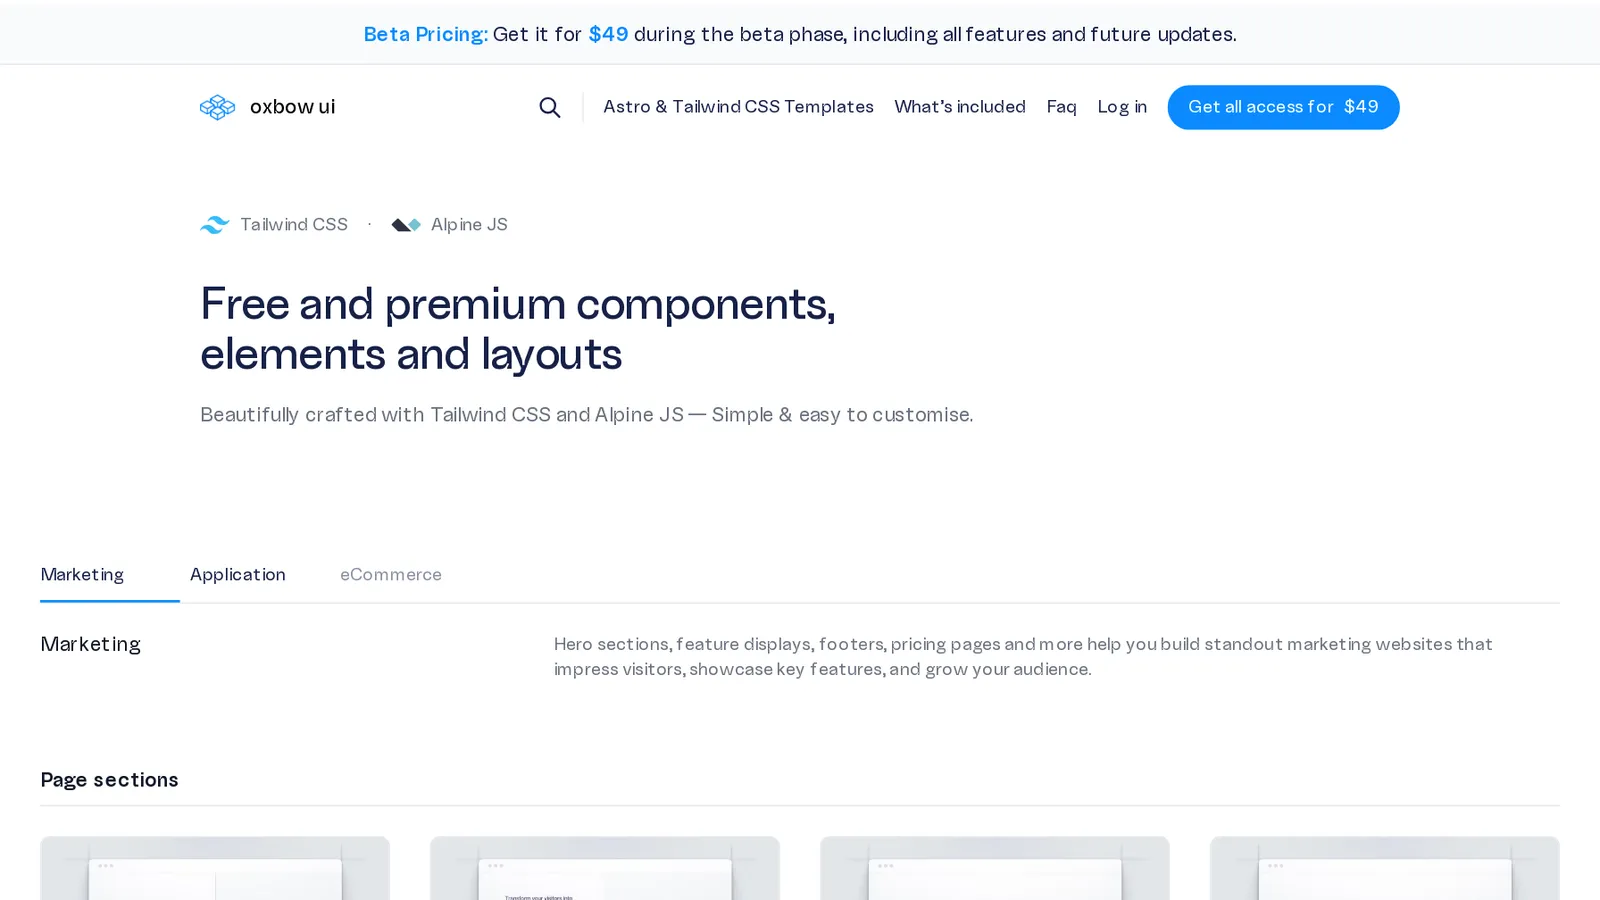 Beta Pricing: Get it for $49 during the beta phase, including all features and future updates.
oxbow ui
Astro & Tailwind CSS Templates
What's included
Faq
Log in
Get all access for $49
Tailwind CSS · Alpine JS
Free and premium components,
elements and layouts
Beautifully crafted with Tailwind CSS and Alpine JS — Simple & easy to customise.
Marketing
Application
eCommerce
Marketing
Hero sections, feature displays, footers, pricing pages and more help you build standout marketing websites that
impress visitors, showcase key features, and grow your audience.
Page sections
Transform your visitors into